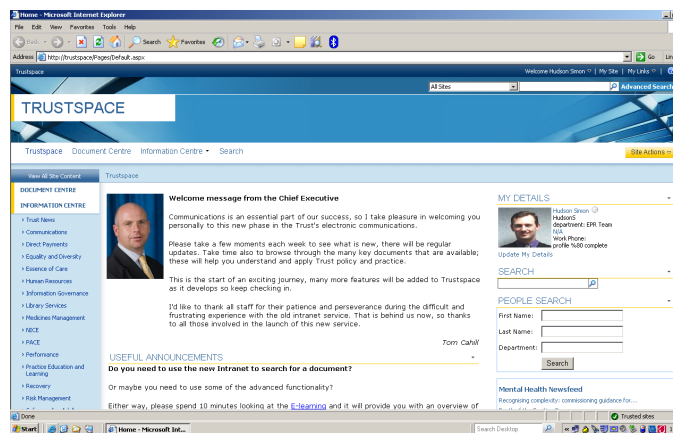 Home - Microsoft Internet Explorer
File Edit View Favorites Tools Help
Back Search Favorites
Address http://trustspace/Pages/Default.aspx Go Lin
Trustspace Welcome Hudson Simon | My Site | My Links |
All Sites Advanced Search
TRUSTSPACE
Trustspace Document Centre Information Centre Search Site Actions
View All Site Content Trustspace
DOCUMENT CENTRE
INFORMATION CENTRE
Trust News
Communications
Direct Payments
Equality and Diversity
Essence of Care
Human Resources
Information Governance
Library Services
Medicines Management
NICE
PACE
Performance
Practice Education and
Learning
Recovery
Risk Management
Welcome message from the Chief Executive
Communications is an essential part of our success, so I take pleasure in welcoming you
personally to this new phase in the Trust's electronic communications.
Please take a few moments each week to see what is new, there will be regular
updates. Take time also to browse through the many key documents that are available;
these will help you understand and apply Trust policy and practice.
This is the start of an exciting journey, many more features will be added to Trustspace
as it develops so keep checking in.
I'd like to thank all staff for their patience and perseverance during the difficult and
frustrating experience with the old intranet service. That is behind us now, so thanks
to all those involved in the launch of this new service.
Tom Cahill
USEFUL ANNOUNCEMENTS
Do you need to use the new Intranet to search for a document?
Or maybe you need to use some of the advanced functionality?
Either way, please spend 10 minutes looking at the E-learning and it will provide you with an overview of
MY DETAILS
Hudson Simon
HudsonS
department: EPR Team
N/A
Work Phone:
profile %80 complete
Update My Details
SEARCH
PEOPLE SEARCH
First Name:
Last Name:
Department:
Search
Mental Health Newsfeed
Recognising complexity: commissioning guidance for....
Done Trusted sites
Start Home - Microsoft Int... Search Desktop